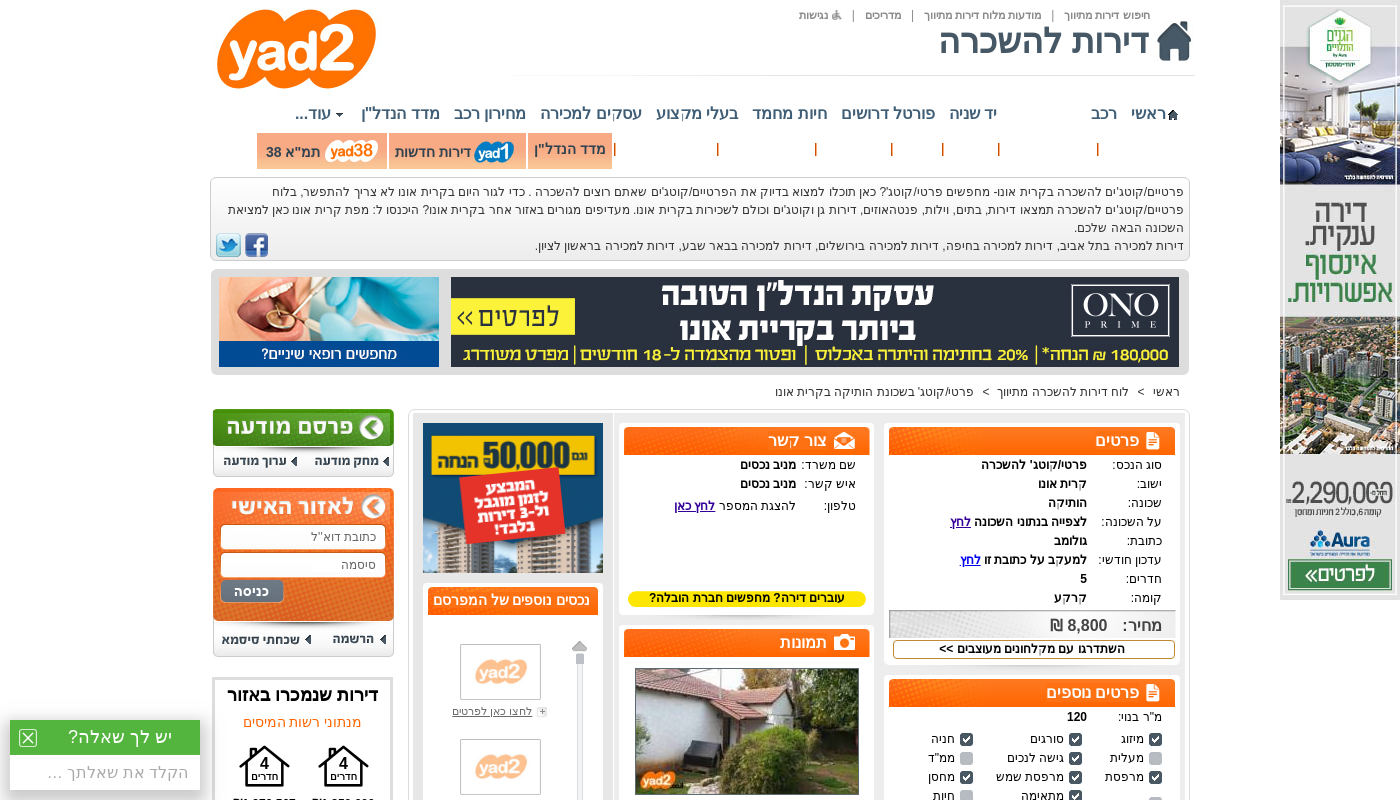 חיפוש דירות מתיווך | מודעות מלוח דירות מתיווך | מדריכים | נגישות
דירות להשכרה
yad2
ראשי רכב יד שניה פורטל דרושים חיות מחמד בעלי מקצוע עסקים למכירה מחירון רכב מדד הנדל"ן עוד...
מדד הנדל"ן
דירות חדשות yad1
תמ"א 38 yad38
פרטיים/קוטג'ים להשכרה בקרית אונו- מחפשים פרטי/קוטג'? כאן תוכלו למצוא בדיוק את הפרטיים/קוטג'ים שאתם רוצים להשכרה . כדי לגור היום בקרית אונו לא צריך להתפשר, בלוח
פרטיים/קוטג'ים להשכרה תמצאו דירות, בתים, וילות, פנטהאוזים, דירות גן וקוטג'ים וכולם לשכירות בקרית אונו. מעדיפים מגורים באזור אחר בקרית אונו? היכנסו ל: מפת קרית אונו כאן למציאת
השכונה הבאה שלכם.
דירות למכירה בתל אביב, דירות למכירה בחיפה, דירות למכירה בירושלים, דירות למכירה בבאר שבע, דירות למכירה בראשון לציון.
ONO
PRIME
עסקת הנדל"ן הטובה
ביותר בקריית אונו
לפרטים >>
180,000 ₪ הנחה* | 20% בחתימה והיתרה באכלוס | ופטור מהצמדה ל-18 חודשים | מפרט משודרג
מחפשים רופאי שיניים?
ראשי > לוח דירות להשכרה מתיווך > פרטי/קוטג' בשכונת הותיקה בקרית אונו
פרטים
סוג הנכס: פרטי/קוטג' להשכרה
ישוב: קרית אונו
שכונה: הותיקה
על השכונה: לצפייה בנתוני השכונה לחץ
כתובת: גולומב
עדכון חודשי: למעקב על כתובת זו לחץ
חדרים: 5
קומה: קרקע
מחיר: 8,800 ₪
השתדרגו עם מקלחונים מעוצבים >>
פרטים נוספים
מ"ר בנוי: 120
מיזוג סורגים חניה
מעלית גישה לנכים ממ"ד
מרפסת מרפסת שמש מחסן
מתאימה חיות
צור קשר
שם משרד: מניב נכסים
איש קשר: מניב נכסים
טלפון: להצגת המספר לחץ כאן
עוברים דירה? מחפשים חברת הובלה?
תמונות
yad2
וגם 50,000 הנחה
המבצע
לזמן מוגבל
ול-3 דירות
בלבד!
נכסים נוספים של המפרסם
yad2
לחצו כאן לפרטים
yad2
פרסם מודעה
מחק מודעה ערוך מודעה
לאזור האישי
כתובת דוא''ל
סיסמה
כניסה
הרשמה שכחתי סיסמא
דירות שנמכרו באזור
מנתוני רשות המיסים
4
חדרים
4
חדרים
יש לך שאלה?
הקלד את שאלתך ...
הגנים
התלויים
by Aura
דירה
ענקית.
אינסוף
אפשרויות.
2,290,000
קומה 6, כולל 2 חניות ומחסן
Aura
לפרטים>>